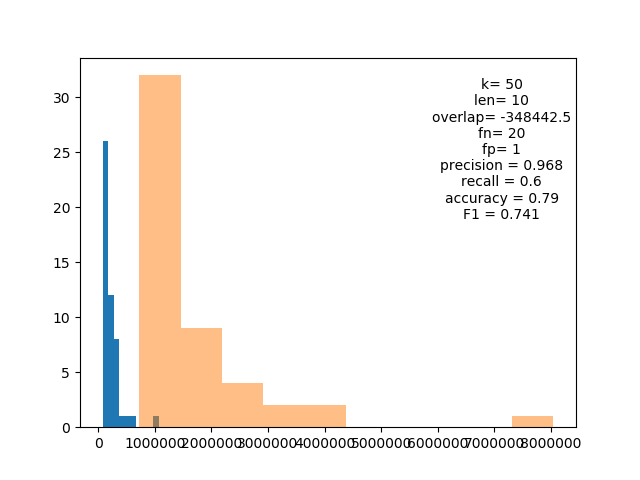 k= 50
len= 10
overlap= -348442.5
fn= 20
fp= 1
precision = 0.968
recall = 0.6
accuracy = 0.79
F1 = 0.741
30
25
20
15
10
5
0
0 1000000 2000000 3000000 4000000 5000000 6000000 7000000 8000000